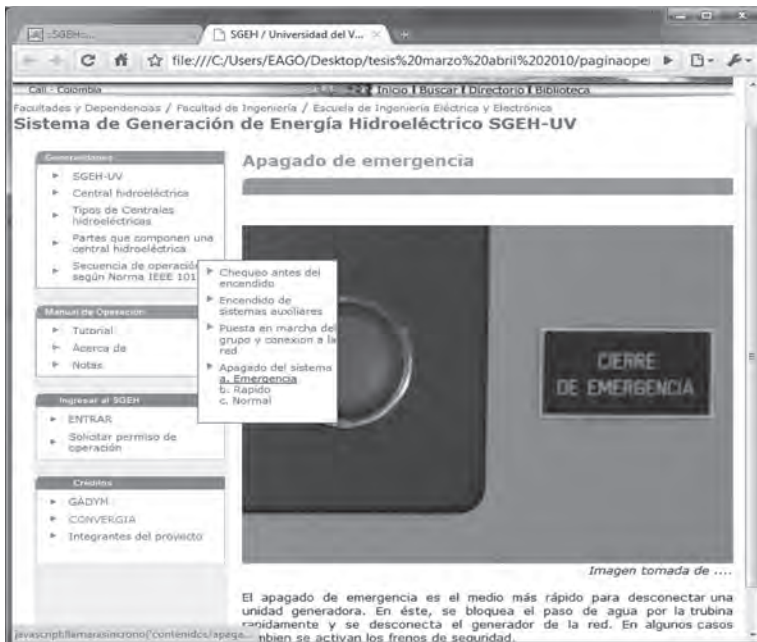 SGEH...
SGEH / Universidad del V...
file:///C:/Users/EAGO/Desktop/tesis%20marzo%20abril%202010/paginaope
Cali - Colombia
Inicio I Buscar I Directorio I Biblioteca
Facultades y Dependencias / Facultad de Ingeniería / Escuela de Ingeniería Eléctrica y Electrónica
Sistema de Generación de Energía Hidroeléctrico SGEH-UV
Generalidades
SGEH-UV
Central hidroeléctrica
Tipos de Centrales
hidroeléctricas
Partes que componen una
central hidroeléctrica
Secuencia de operación
según Norma IEEE 101
Chequeo antes del
encendido
Encendido de
sistemas auxiliares
Puesta en marcha del
grupo y conexion a la
red
Apagado del sistema
a. Emergencia
b. Rapido
c. Normal
Manual de Operación
Tutorial
Acerca de
Notas
Ingresar al SGEH
ENTRAR
Solicitar permiso de
operación
Créditos
GADYM
CONVERGIA
Integrantes del proyecto
Apagado de emergencia
CIERRE
DE EMERGENCIA
Imagen tomada de ....
El apagado de emergencia es el medio más rápido para desconectar una
unidad generadora. En éste, se bloquea el paso de agua por la trubina
rapidamente y se desconecta el generador de la red. En algunos casos
tambien se activan los frenos de seguridad.
javascript:llamarasincrono('contenidos/apaga...